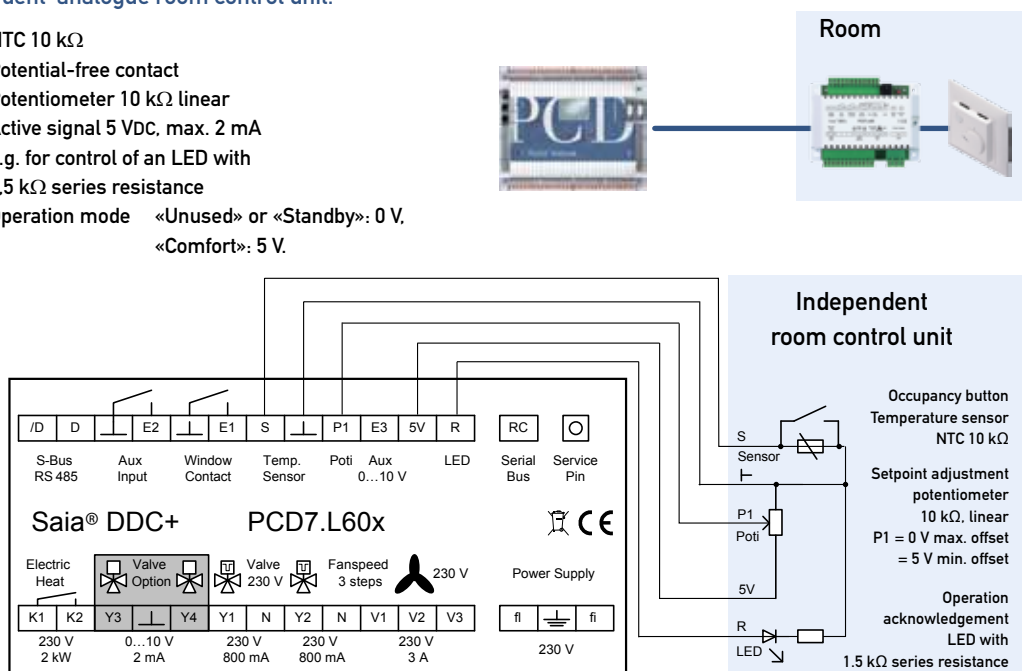 analogue room control unit.
NTC 10 kΩ
Potential-free contact
Potentiometer 10 kΩ linear
Active signal 5 VDC, max. 2 mA
e.g. for control of an LED with
1,5 kΩ series resistance
Operation mode «Unused» or «Standby»: 0 V,
«Comfort»: 5 V.
Room
PCD
Independent
room control unit
Occupancy button
Temperature sensor
NTC 10 kΩ
Setpoint adjustment
potentiometer
10 kΩ, linear
P1 = 0 V max. offset
= 5 V min. offset
Operation
acknowledgement
LED with
1.5 kΩ series resistance
S
Sensor
P1
Poti
5V
R
LED
/D D E2 E1 S P1 E3 5V R RC
S-Bus
RS 485
Aux
Input
Window
Contact
Temp.
Sensor
Poti
Aux
0...10 V
LED
Serial
Bus
Service
Pin
Saia® DDC+ PCD7.L60x CE
Electric
Heat
Valve
Option
Valve
230 V
Fanspeed
3 steps
230 V
Power Supply
K1 K2 Y3 Y4 Y1 N Y2 N V1 V2 V3 fl fi
230 V
2 kW
0...10 V
2 mA
230 V
800 mA
230 V
800 mA
230 V
3 A
230 V